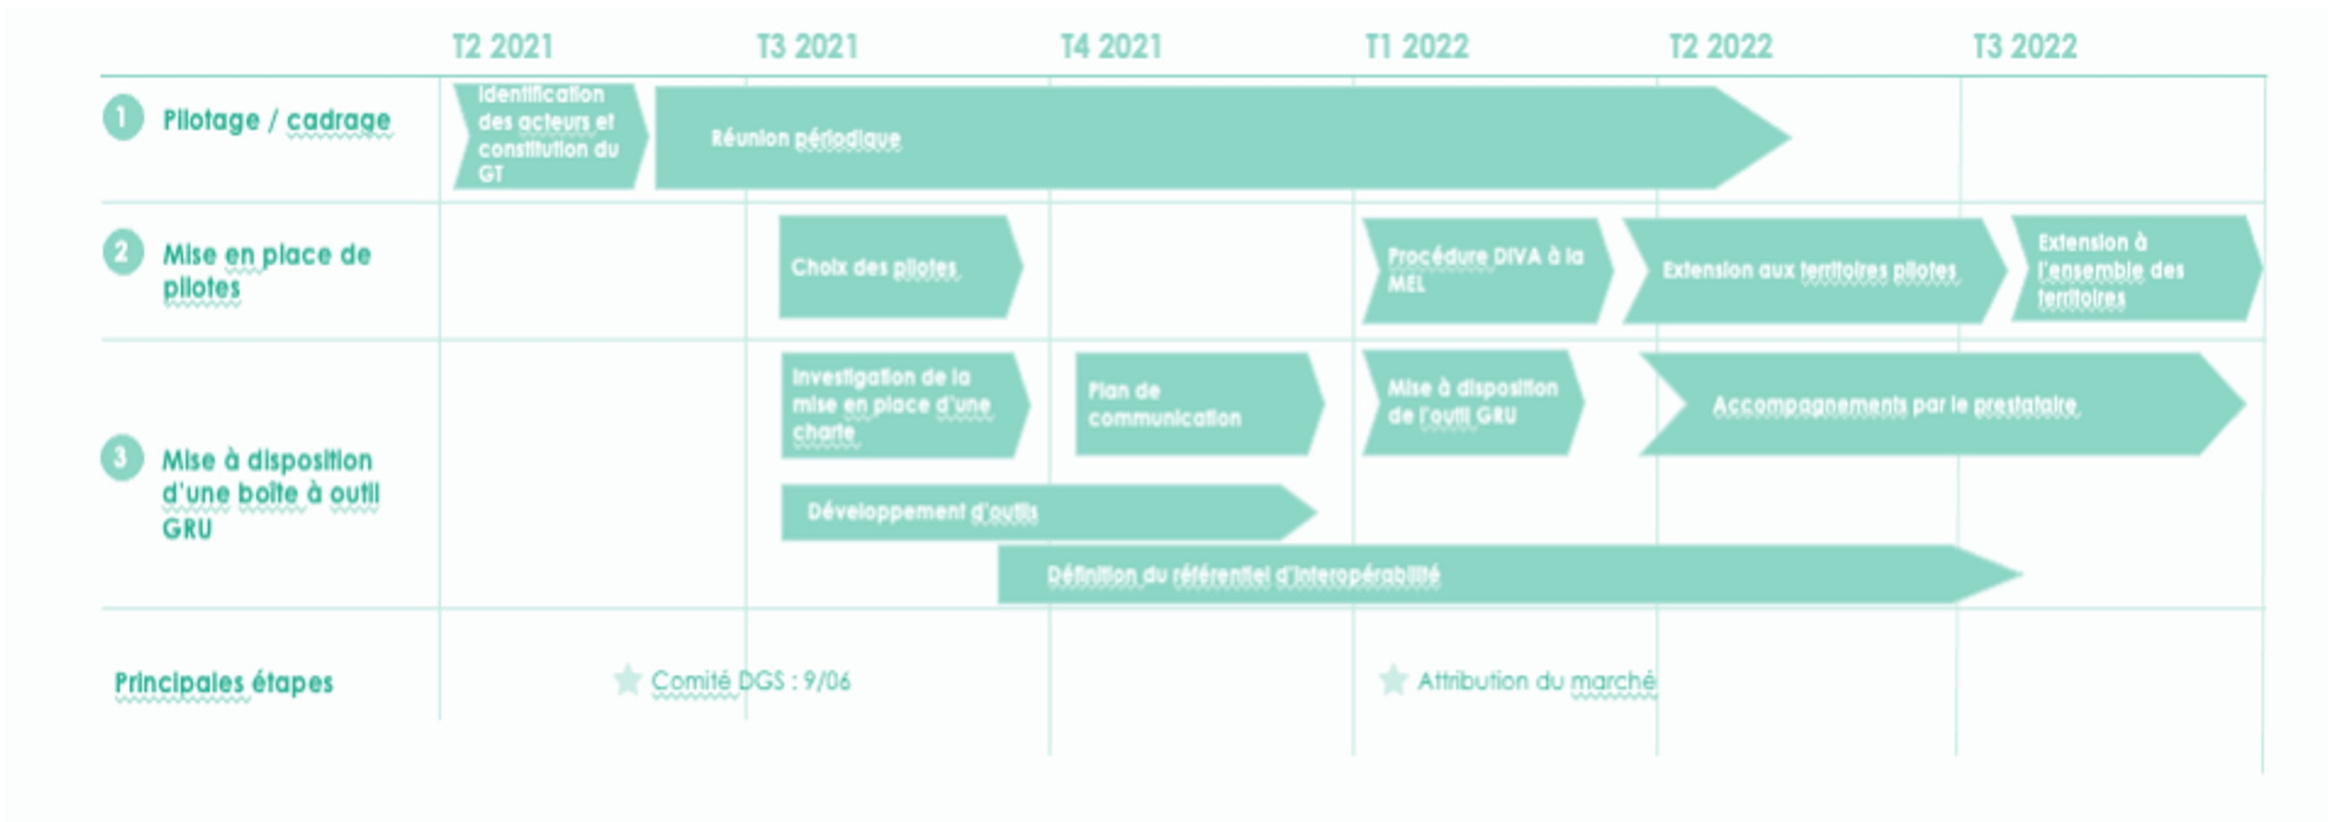 T2 2021
T3 2021
T4 2021
T1 2022
T2 2022
T3 2022
1
Pilotage / cadrage
Identification
des acteurs et
constitution du
GT
Réunion périodique
2
Mise en place de
pilotes
Choix des pilotes
Procédure DIVA à la
MEL
Extension aux territoires pilotes
Extension à
l'ensemble des
territoires
3
Mise à disposition
d'une boîte à outil
GRU
Investigation de la
mise en place d'une
charte
Plan de
communication
Mise à disposition
de l'outil GRU
Accompagnements par le prestataire
Développement d'outils
Définition du référentiel d'interopérabilité
Principales étapes
Comité DGS : 9/06
Attribution du marché